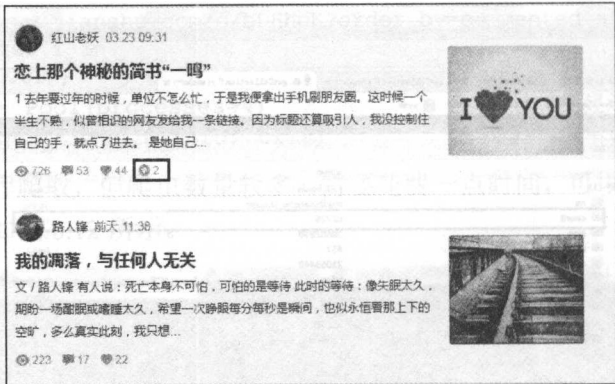 红山老妖 03.23 09:31
恋上那个神秘的简书“一鸣”
1 去年要过年的时候，单位不怎么忙，于是我便拿出手机刷朋友圈。这时候一个
半生不熟，似曾相识的网友发给我一条链接。因为标题还算吸引人，我没控制住
自己的手，就点了进去。 是她自己...
726 53 44 2
I YOU
路人锋 前天 11:38
我的凋落，与任何人无关
文 / 路人锋 有人说：死亡本身不可怕，可怕的是等待 此时的等待：像失眠太久，
期盼一场酣眠或嗜睡太久，希望一次睁眼每分每秒是瞬间，也似永恒看那上下的
空旷，多么真实此刻，我只想...
223 17 22